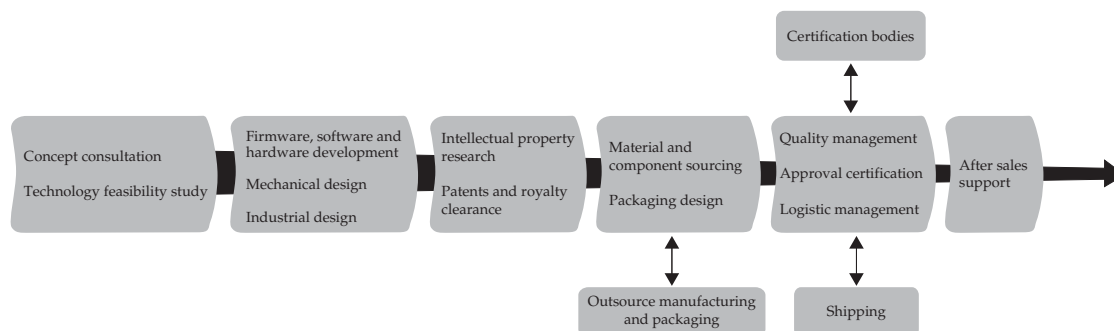 Certification bodies
Concept consultation
Technology feasibility study
Firmware, software and
hardware development
Mechanical design
Industrial design
Intellectual property
research
Patents and royalty
clearance
Material and
component sourcing
Packaging design
Quality management
Approval certification
Logistic management
After sales
support
Outsource manufacturing
and packaging
Shipping